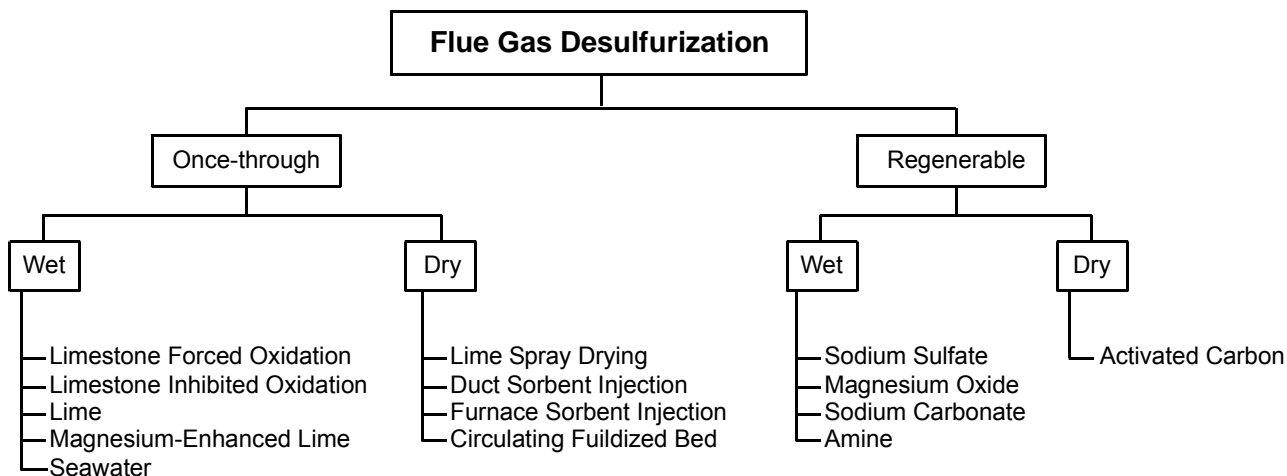 Flue Gas Desulfurization
Once-through
Regenerable
Wet
Dry
Wet
Dry
Limestone Forced Oxidation
Limestone Inhibited Oxidation
Lime
Magnesium-Enhanced Lime
Seawater
Lime Spray Drying
Duct Sorbent Injection
Furnace Sorbent Injection
Circulating Fuildized Bed
Sodium Sulfate
Magnesium Oxide
Sodium Carbonate
Amine
Activated Carbon